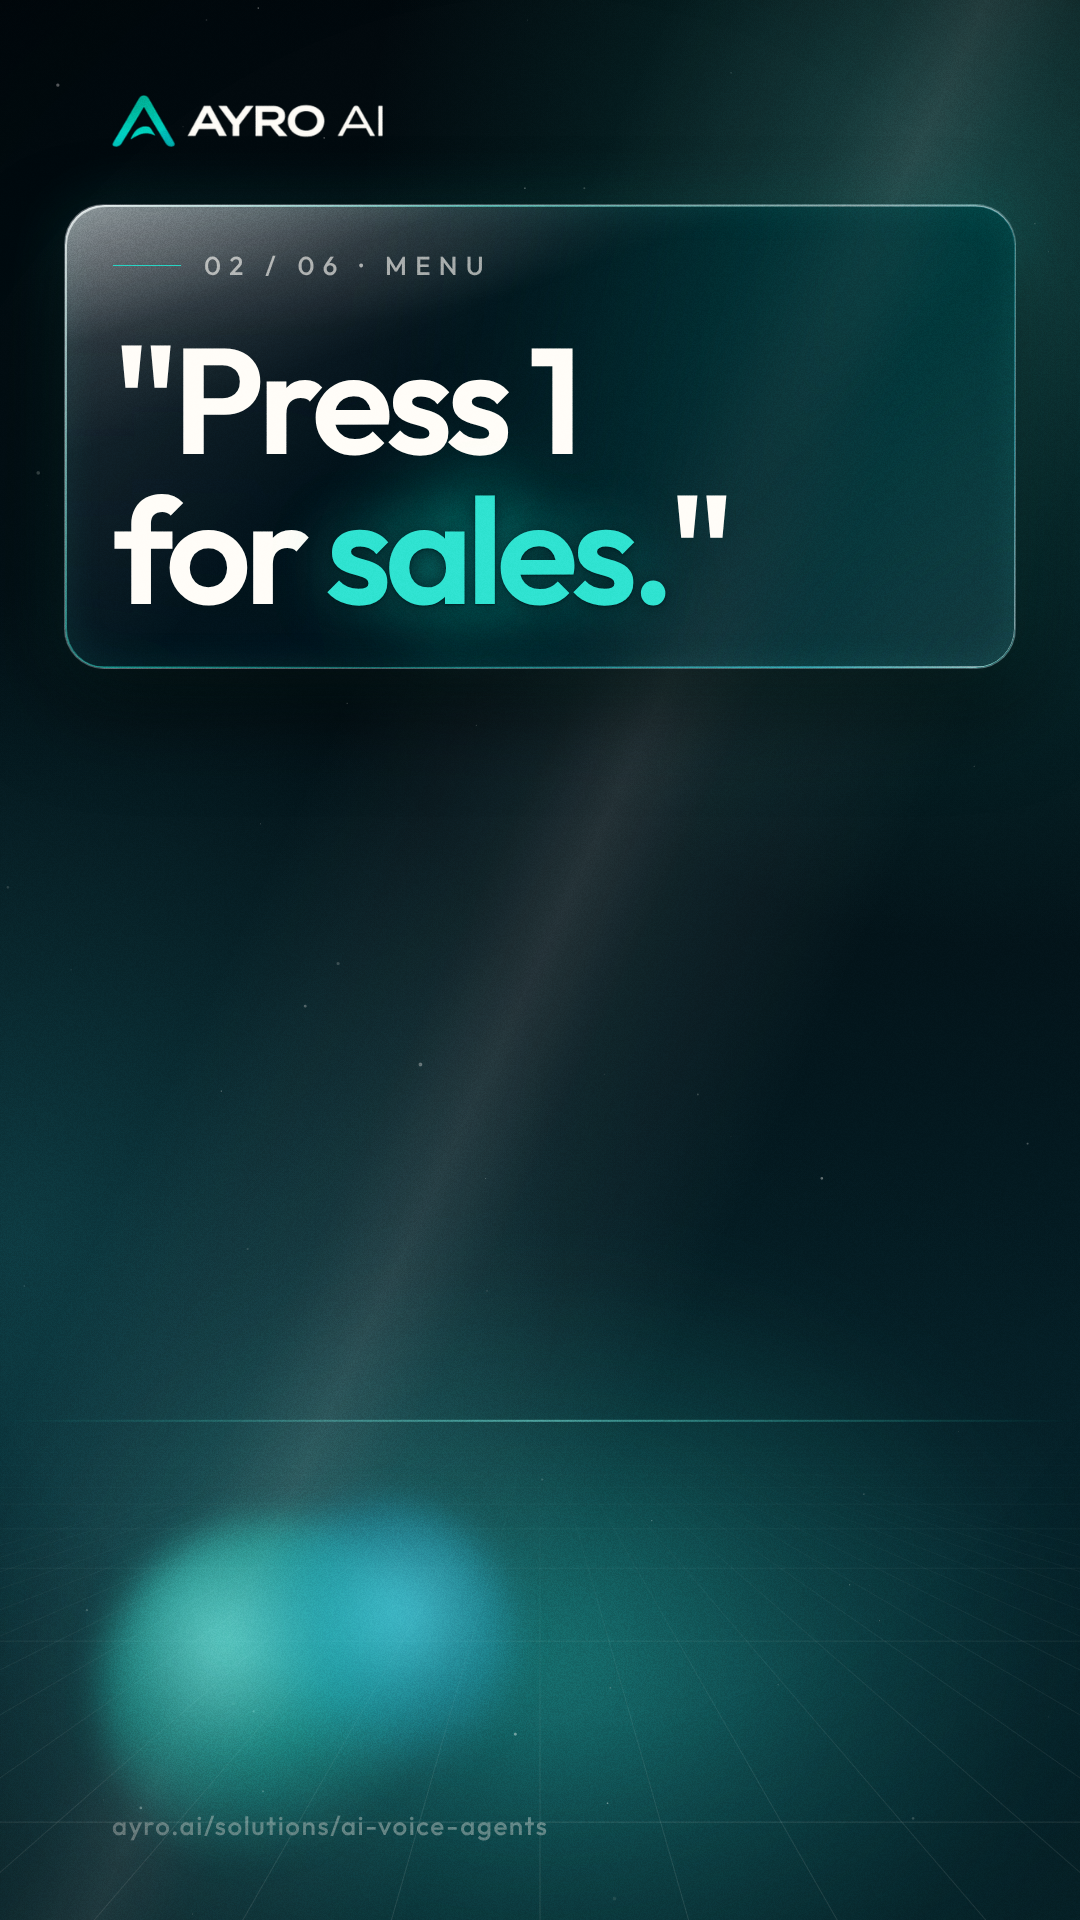 AYRO AI
02 / 06 · MENU
"Press 1
for sales."
ayro.ai/solutions/ai-voice-agents